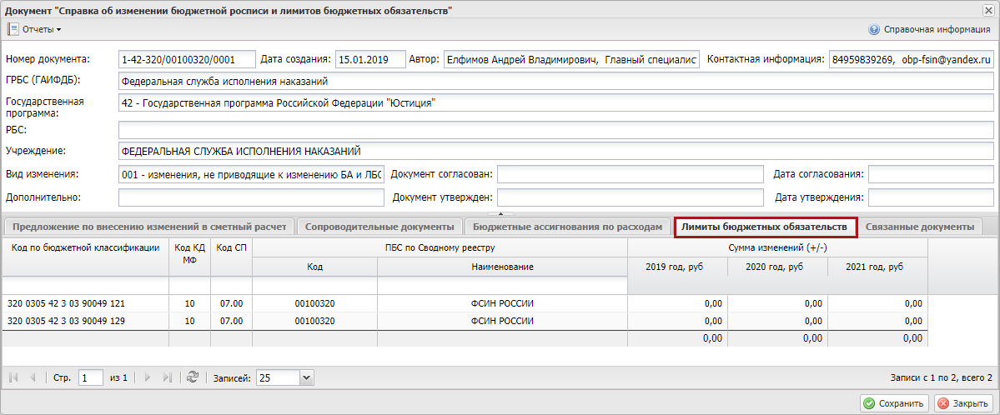 Документ "Справка об изменении бюджетной росписи и лимитов бюджетных обязательств"
Отчеты
Справочная информация
Номер документа: 1-42-320/00100320/0001 Дата создания: 15.01.2019 Автор: Елфимов Андрей Владимирович, Главный специалис Контактная информация: 84959839269, obp-fsin@yandex.ru
ГРБС (ГАИФДБ): Федеральная служба исполнения наказаний
Государственная программа: 42 - Государственная программа Российской Федерации "Юстиция"
РБС:
Учреждение: ФЕДЕРАЛЬНАЯ СЛУЖБА ИСПОЛНЕНИЯ НАКАЗАНИЙ
Вид изменения: 001 - изменения, не приводящие к изменению БА и ЛБО Документ согласован: Дата согласования:
Дополнительно: Документ утвержден: Дата утверждения:
Предложение по внесению изменений в сметный расчет Сопроводительные документы Бюджетные ассигнования по расходам Лимиты бюджетных обязательств Связанные документы
Код по бюджетной классификации Код КД МФ Код СП ПБС по Сводному реестру Сумма изменений (+/-)
Код Наименование 2019 год, руб 2020 год, руб 2021 год, руб
320 0305 42 3 03 90049 121 10 07.00 00100320 ФСИН РОССИИ 0,00 0,00 0,00
320 0305 42 3 03 90049 129 10 07.00 00100320 ФСИН РОССИИ 0,00 0,00 0,00
0,00 0,00 0,00
Стр. 1 из 1 Записей: 25 Записи с 1 по 2, всего 2
Сохранить Закрыть